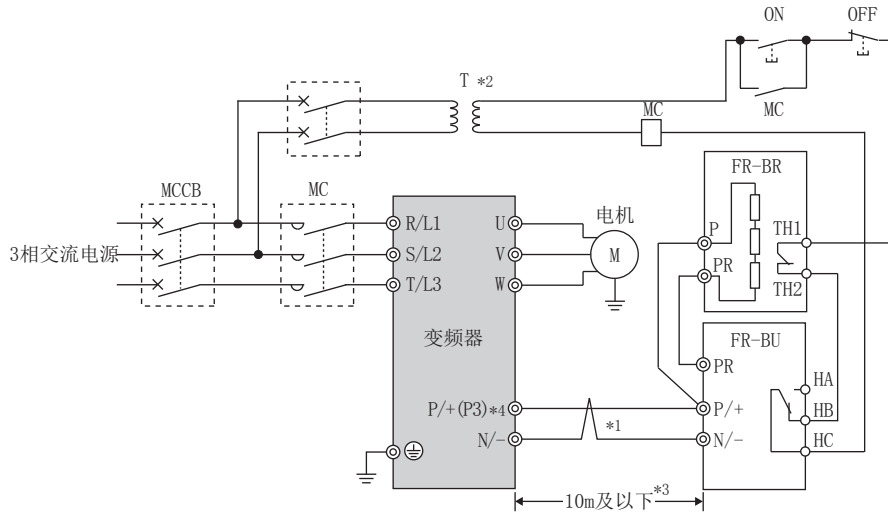 ON OFF
T *2
MC
MC
FR-BR
MCCB
MC
P
TH1
PR
TH2
R/L1
U
电机
3相交流电源
S/L2
V
M
T/L3
W
变频器
FR-BU
PR
HA
P/+(P3)*4
P/+
HB
*1
N/-
N/-
HC
10m及以下*3